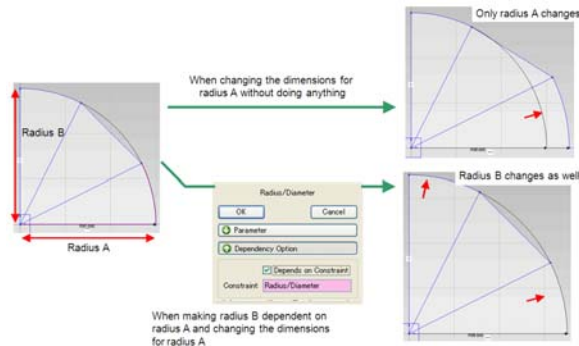 Only radius A changes
When changing the dimensions for
radius A without doing anything
Radius B
Radius A
Radius B changes as well
Radius/Diameter
OK
Cancel
Parameter
Dependency Option
Depends on Constraint
Constraint
Radius/Diameter
When making radius B dependent on
radius A and changing the dimensions
for radius A